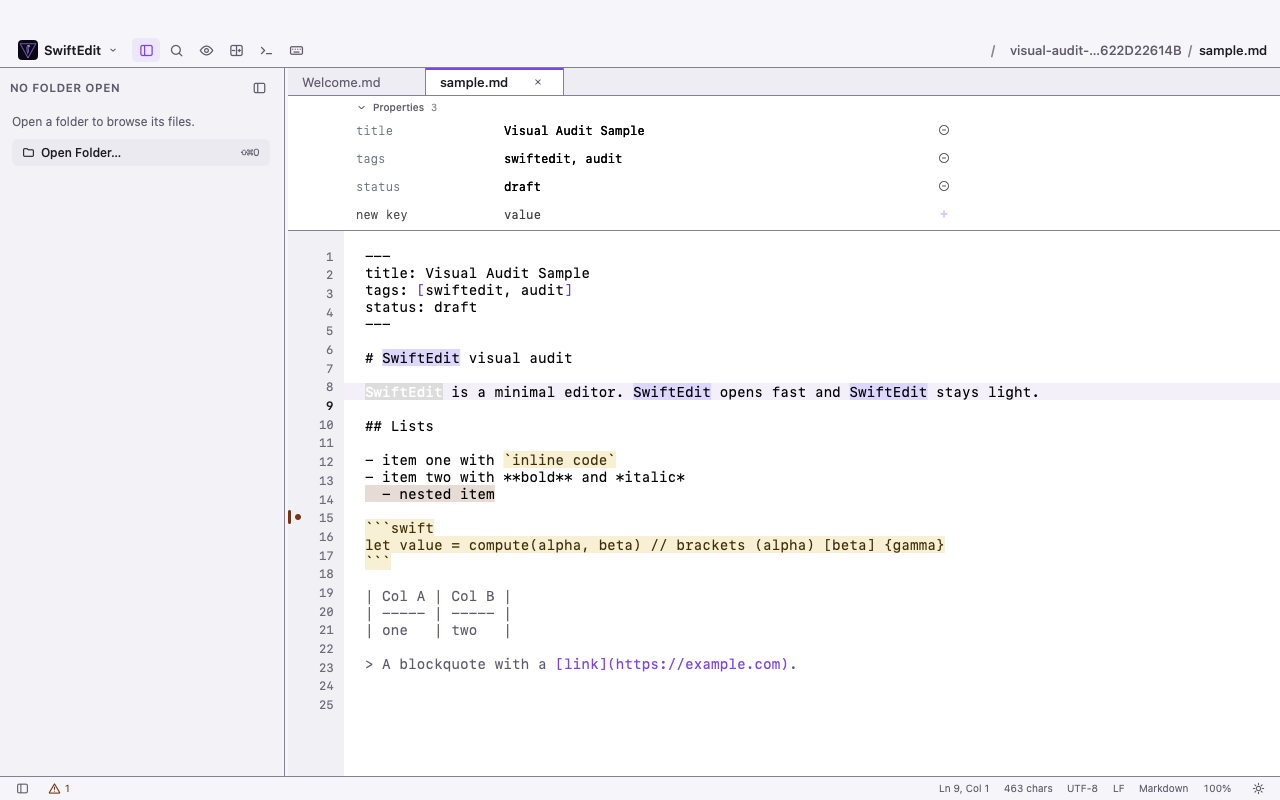 SwiftEdit
/ visual-audit-...622D22614B / sample.md
NO FOLDER OPEN
Open a folder to browse its files.
Open Folder... ⇧⌘O
Welcome.md
sample.md ×
Properties 3
title Visual Audit Sample
tags swiftedit, audit
status draft
new key value +
1 ---
2 title: Visual Audit Sample
3 tags: [swiftedit, audit]
4 status: draft
5 ---
6
7 # SwiftEdit visual audit
8
9 SwiftEdit is a minimal editor. SwiftEdit opens fast and SwiftEdit stays light.
10
11 ## Lists
12
13 - item one with `inline code`
14 - item two with **bold** and *italic*
15   - nested item
16
17 ```swift
18 let value = compute(alpha, beta) // brackets (alpha) [beta] {gamma}
19 ```
20
21 | Col A | Col B |
22 | ----- | ----- |
23 | one   | two   |
24
25 > A blockquote with a [link](https://example.com).
1
Ln 9, Col 1 463 chars UTF-8 LF Markdown 100%